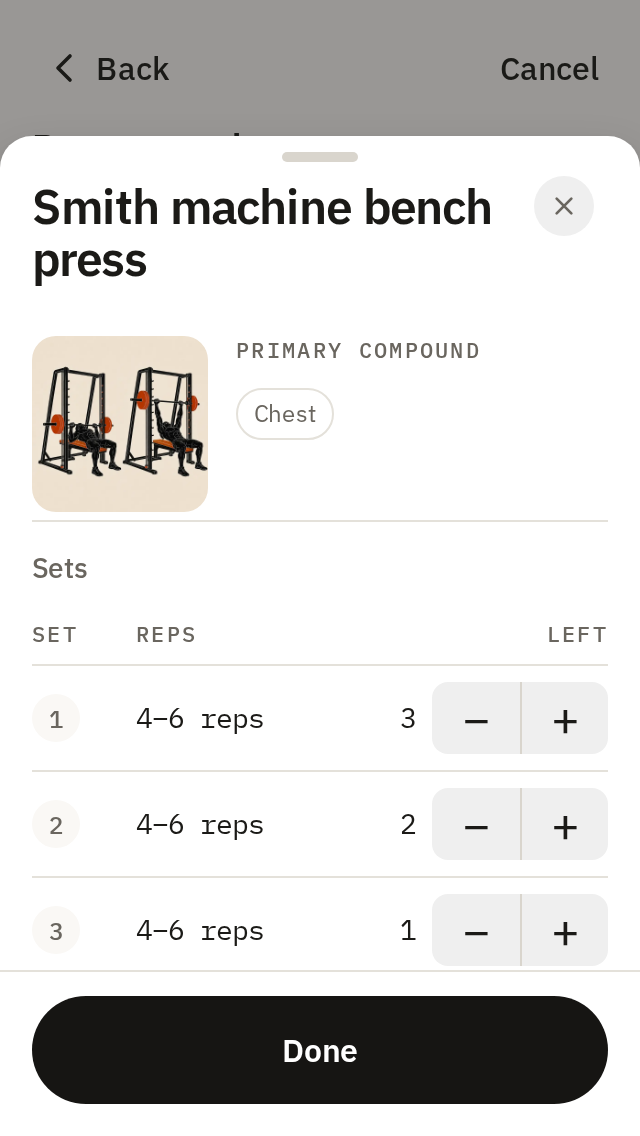 Back
Cancel
Smith machine bench
press
PRIMARY COMPOUND
Chest
Sets
SET REPS LEFT
1 4–6 reps 3 − +
2 4–6 reps 2 − +
3 4–6 reps 1 − +
Done